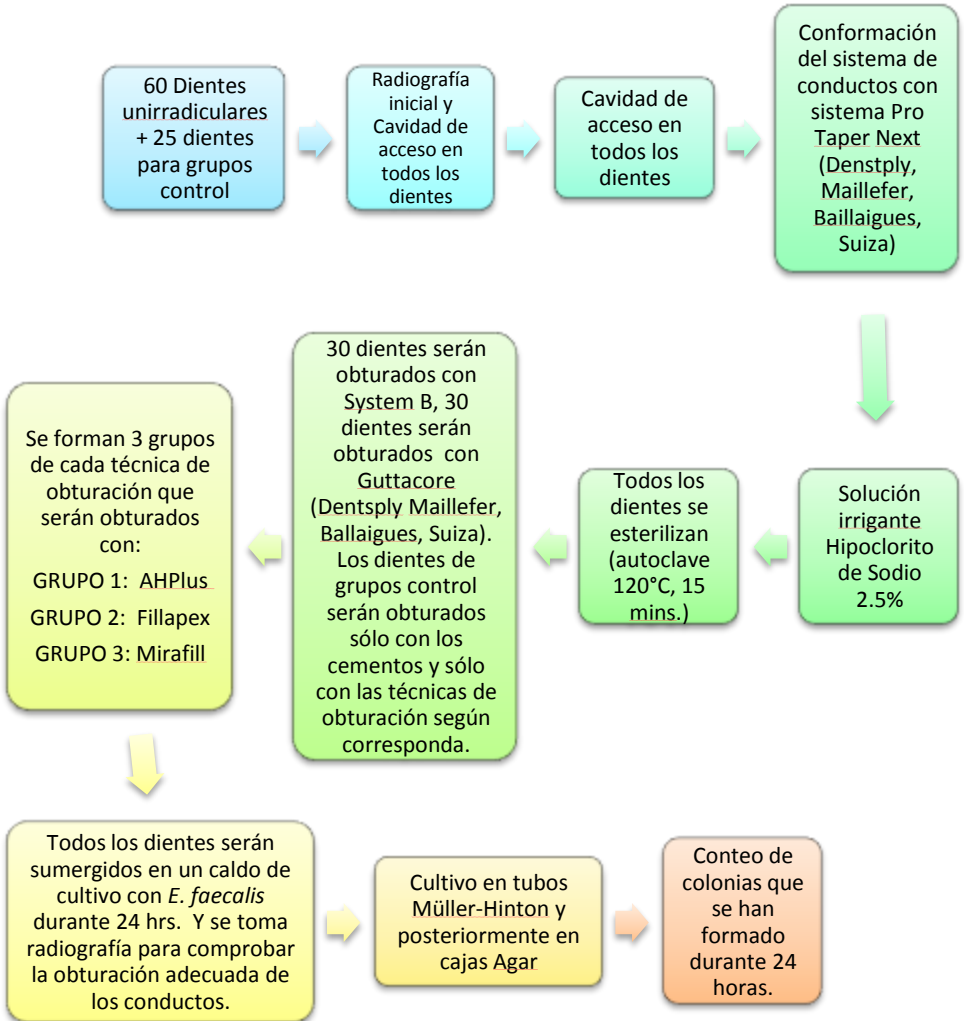 60 Dientes
unirradiculares
+ 25 dientes
para grupos
control
Radiografía
inicial y
Cavidad de
acceso en
todos los
dientes
Cavidad de
acceso en
todos los
dientes
Conformación
del sistema de
conductos con
sistema Pro
Taper Next
(Denstply,
Maillefer,
Baillaigues,
Suiza)
Solución
irrigante
Hipoclorito
de Sodio
2.5%
Todos los
dientes se
esterilizan
(autoclave
120°C, 15
mins.)
30 dientes serán
obturados con
System B, 30
dientes serán
obturados con
Guttacore
(Dentsply Maillefer,
Ballaigues, Suiza).
Los dientes de
grupos control
serán obturados
sólo con los
cementos y sólo
con las técnicas de
obturación según
corresponda.
Se forman 3 grupos
de cada técnica de
obturación que
serán obturados
con:
GRUPO 1: AHPlus
GRUPO 2: Fillapex
GRUPO 3: Mirafill
Todos los dientes serán
sumergidos en un caldo de
cultivo con E. faecalis
durante 24 hrs. Y se toma
radiografía para comprobar
la obturación adecuada de
los conductos.
Cultivo en tubos
Müller-Hinton y
posteriormente en
cajas Agar
Conteo de
colonias que
se han
formado
durante 24
horas.